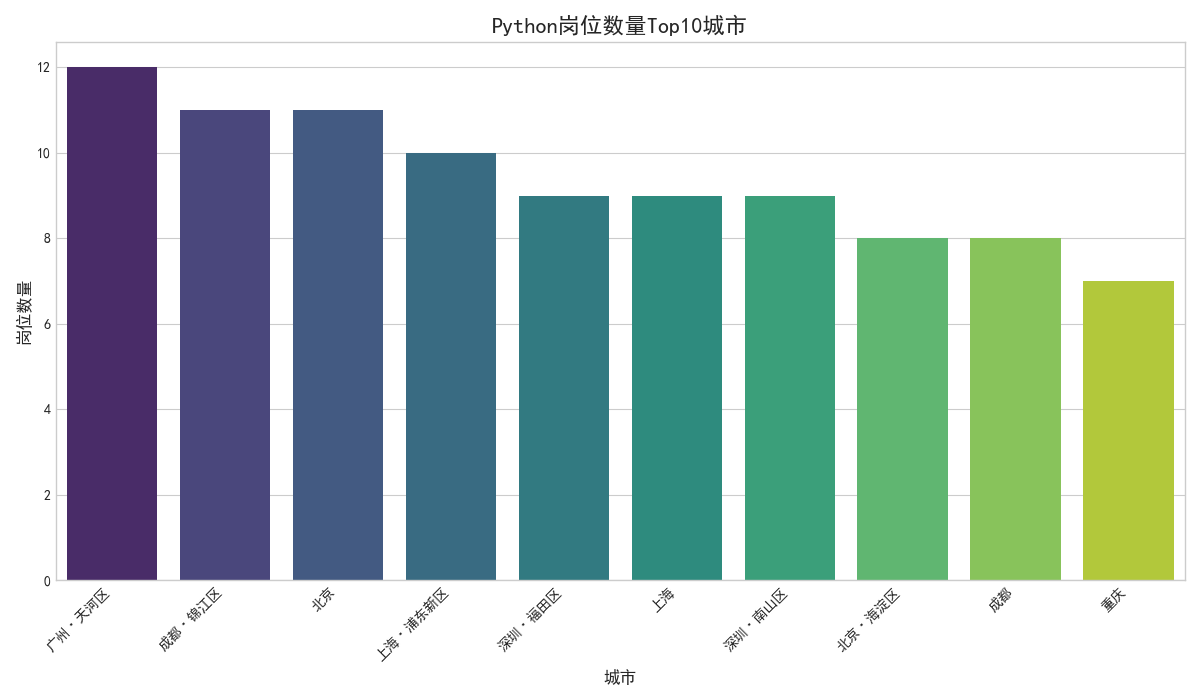 Python岗位数量Top10城市
岗位数量
12
10
8
6
4
2
0
广州·天河区
成都·锦江区
北京
上海·浦东新区
深圳·福田区
上海
深圳·南山区
北京·海淀区
成都
重庆
城市